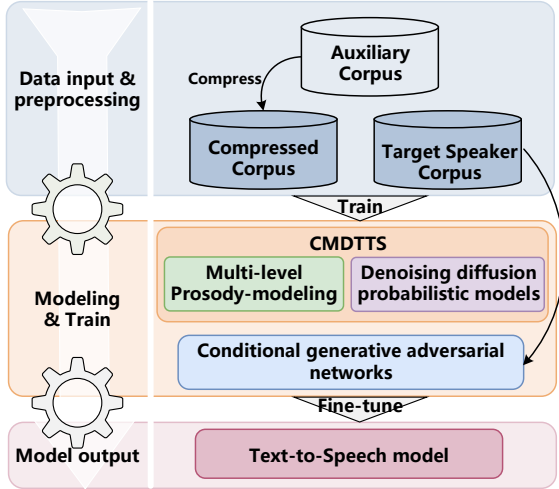 Data input &
preprocessing
Auxiliary
Corpus
Compress
Compressed
Corpus
Target Speaker
Corpus
Train
Modeling
& Train
CMDTTS
Multi-level
Prosody-modeling
Denoising diffusion
probabilistic models
Conditional generative adversarial
networks
Fine-tune
Model output
Text-to-Speech model